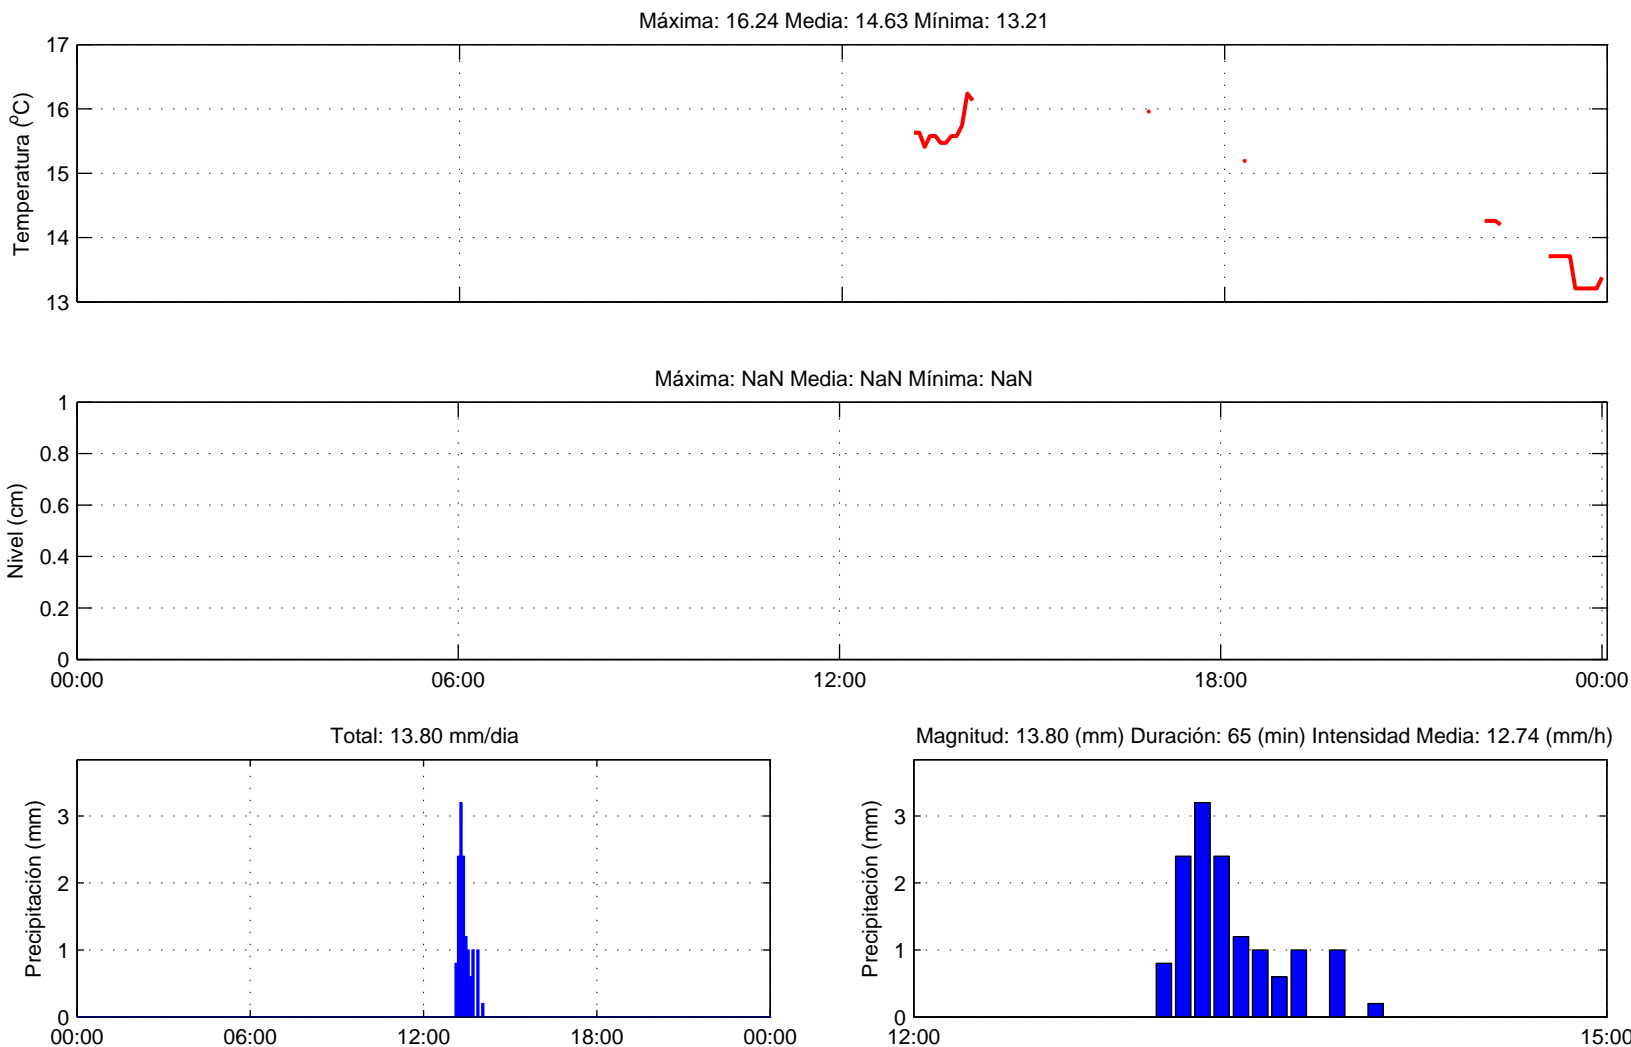 Máxima: 16.24 Media: 14.63 Mínima: 13.21
17
16
15
14
13
Temperatura (ºC)
Máxima: NaN Media: NaN Mínima: NaN
1
0.8
0.6
0.4
0.2
0
Nivel (cm)
00:00 06:00 12:00 18:00 00:00
Total: 13.80 mm/dia
3
2
1
0
Precipitación (mm)
00:00 06:00 12:00 18:00 00:00
Magnitud: 13.80 (mm) Duración: 65 (min) Intensidad Media: 12.74 (mm/h)
3
2
1
0
Precipitación (mm)
12:00 15:00